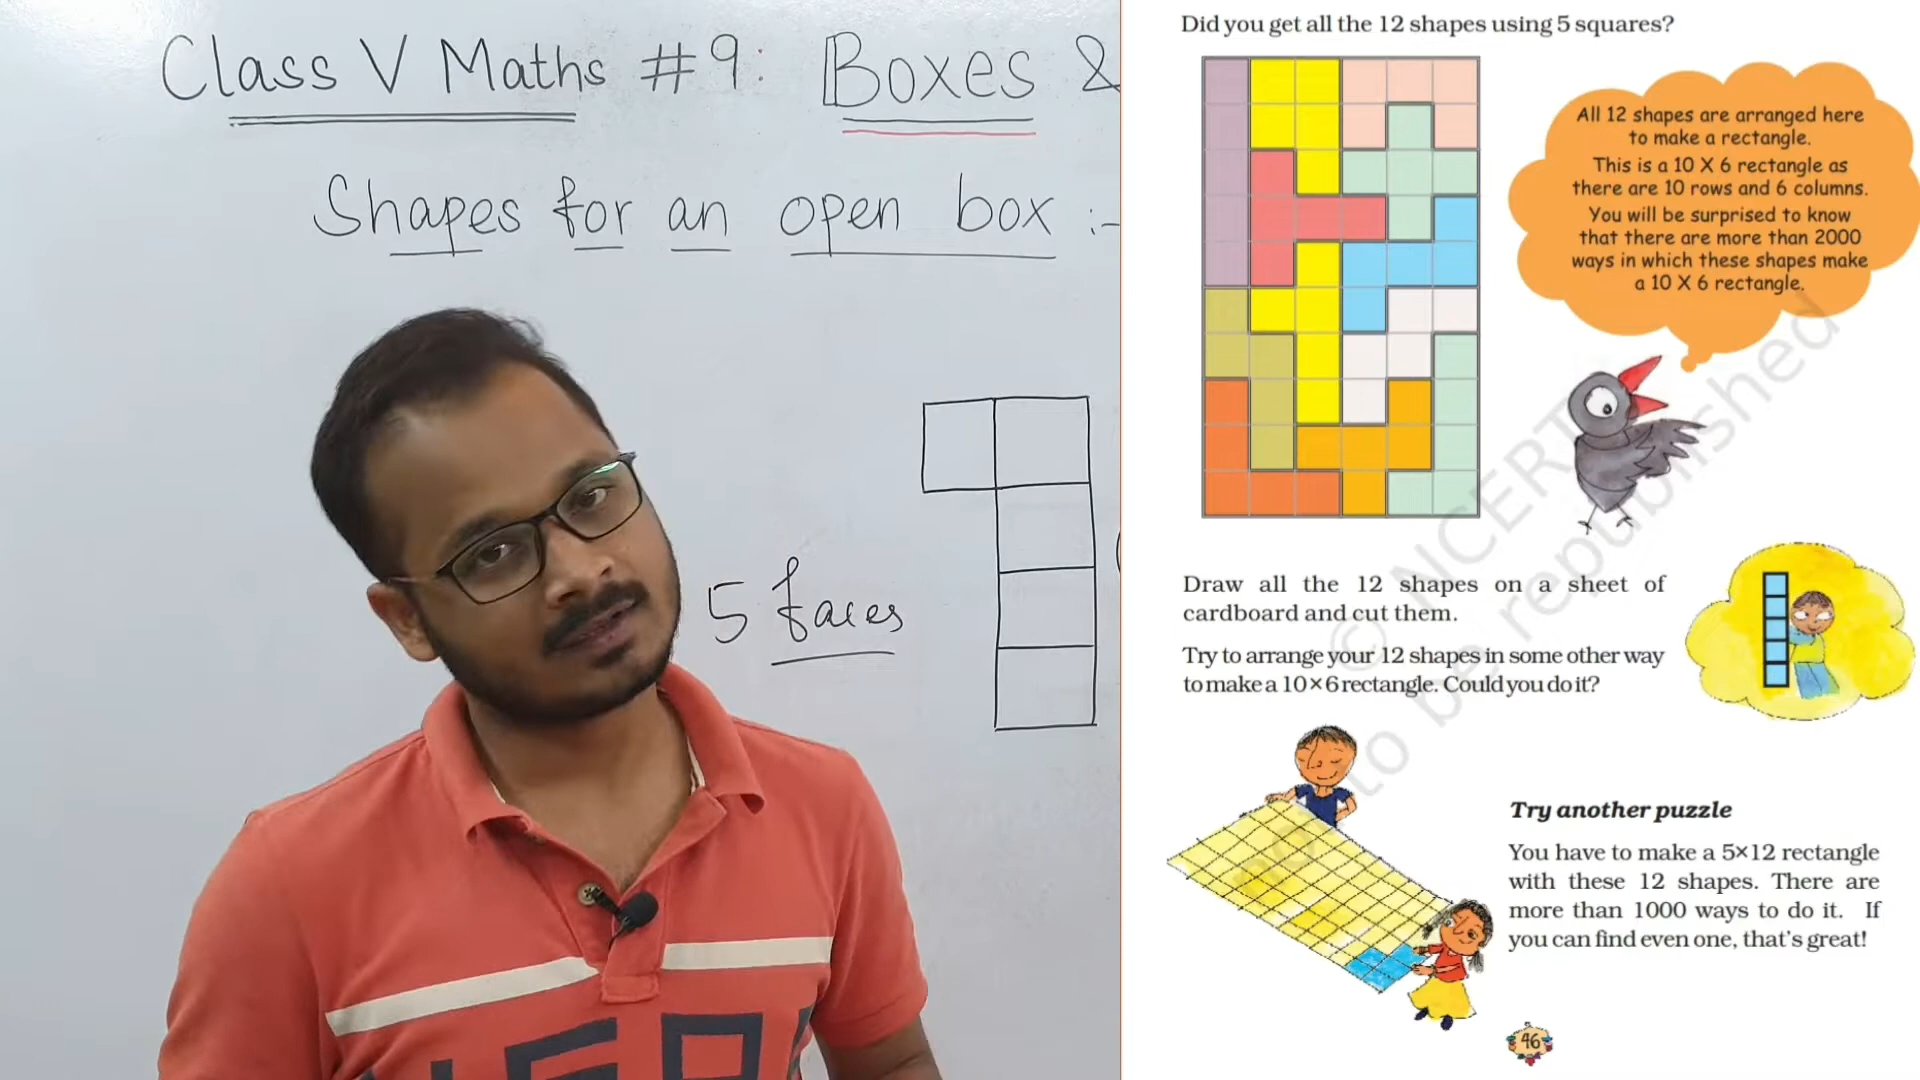 Class V Maths #9: Boxes &
Shapes for an open box :-
5 faces
Did you get all the 12 shapes using 5 squares?
All 12 shapes are arranged here
to make a rectangle.
This is a 10 X 6 rectangle as
there are 10 rows and 6 columns.
You will be surprised to know
that there are more than 2000
ways in which these shapes make
a 10 X 6 rectangle.
Draw all the 12 shapes on a sheet of
cardboard and cut them.
Try to arrange your 12 shapes in some other way
to make a 10×6 rectangle. Could you do it?
Try another puzzle
You have to make a 5×12 rectangle
with these 12 shapes. There are
more than 1000 ways to do it. If
you can find even one, that's great!
46
© NCERT
not to be republished